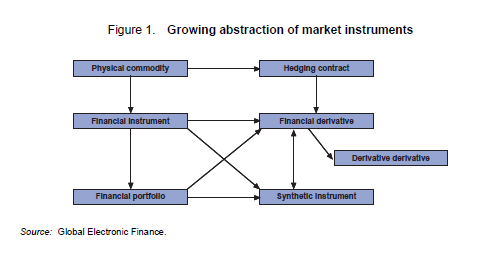 Figure 1. Growing abstraction of market instruments
Physical commodity
Hedging contract
Financial instrument
Financial derivative
Derivative derivative
Financial portfolio
Synthetic instrument
Source: Global Electronic Finance.